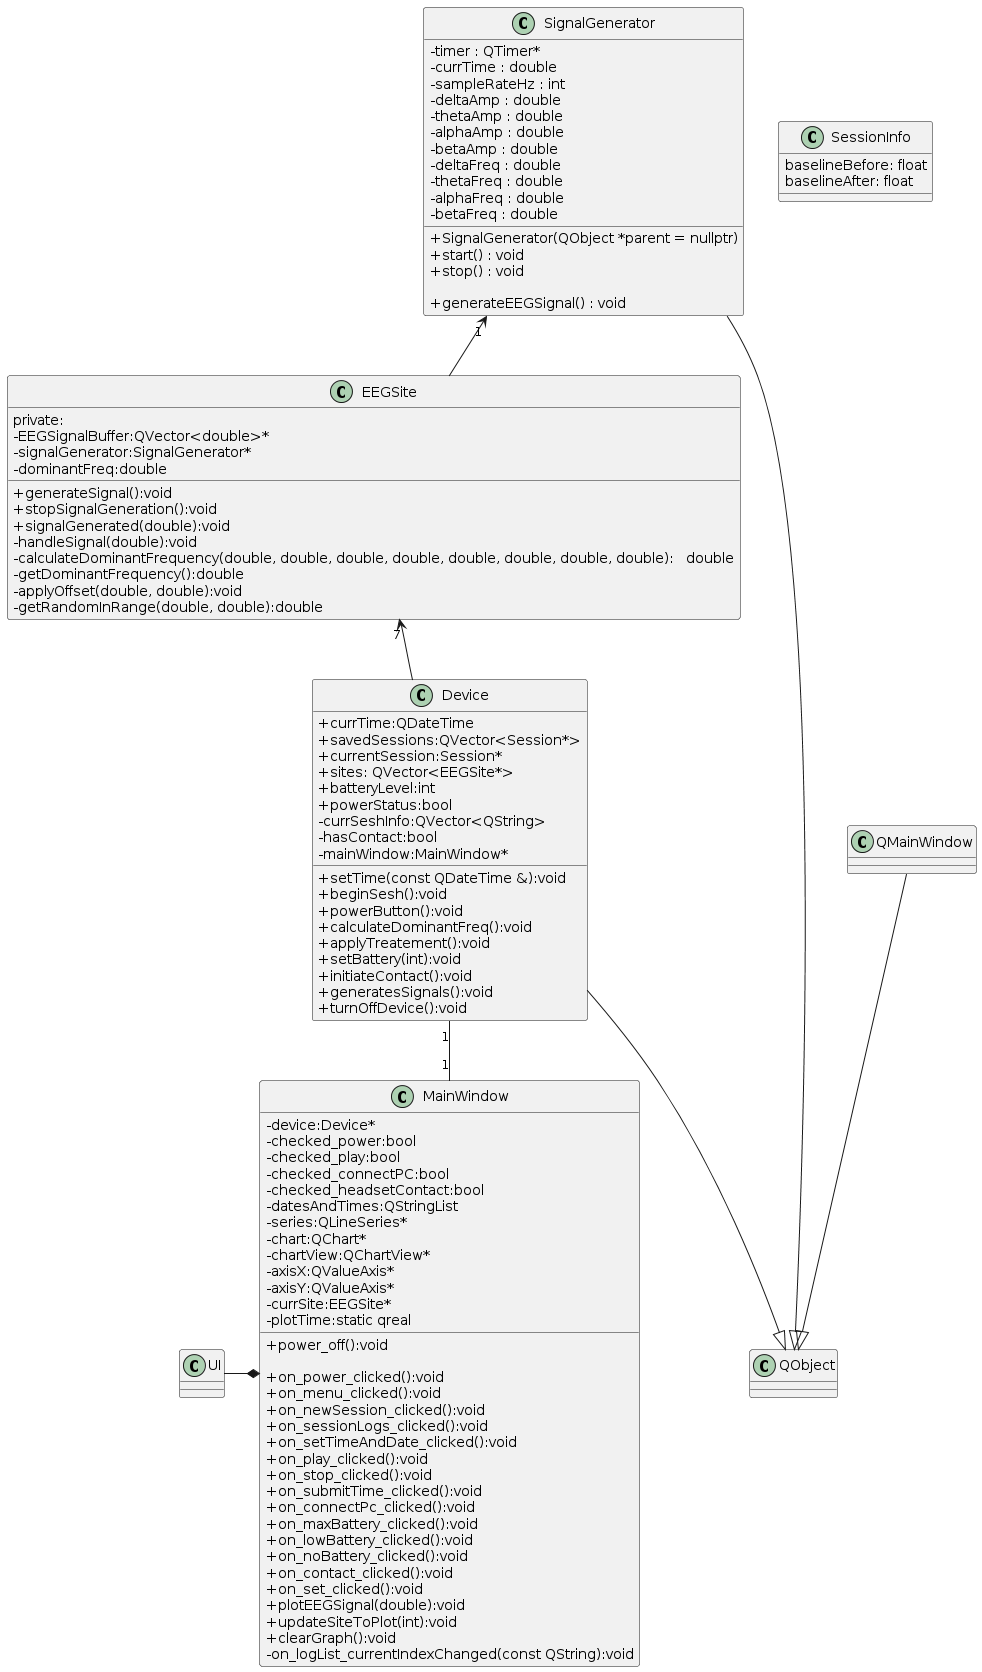 C SignalGenerator
-timer : QTimer*
-currTime : double
-sampleRateHz : int
-deltaAmp : double
-thetaAmp : double
-alphaAmp : double
-betaAmp : double
-deltaFreq : double
-thetaFreq : double
-alphaFreq : double
-betaFreq : double
+SignalGenerator(QObject *parent = nullptr)
+start() : void
+stop() : void
+generateEEGSignal() : void
C SessionInfo
baselineBefore: float
baselineAfter: float
1
C EEGSite
private:
-EEGSignalBuffer:QVector<double>*
-signalGenerator:SignalGenerator*
-dominantFreq:double
+generateSignal():void
+stopSignalGeneration():void
+signalGenerated(double):void
-handleSignal(double):void
-calculateDominantFrequency(double, double, double, double, double, double, double, double):   double
-getDominantFrequency():double
-applyOffset(double, double):void
-getRandomInRange(double, double):double
7
C Device
+currTime:QDateTime
+savedSessions:QVector<Session*>
+currentSession:Session*
+sites: QVector<EEGSite*>
+batteryLevel:int
+powerStatus:bool
-currSeshInfo:QVector<QString>
-hasContact:bool
-mainWindow:MainWindow*
+setTime(const QDateTime &):void
+beginSesh():void
+powerButton():void
+calculateDominantFreq():void
+applyTreatement():void
+setBattery(int):void
+initiateContact():void
+generatesSignals():void
+turnOffDevice():void
C QMainWindow
1
1
C MainWindow
-device:Device*
-checked_power:bool
-checked_play:bool
-checked_connectPC:bool
-checked_headsetContact:bool
-datesAndTimes:QStringList
-series:QLineSeries*
-chart:QChart*
-chartView:QChartView*
-axisX:QValueAxis*
-axisY:QValueAxis*
-currSite:EEGSite*
-plotTime:static qreal
+power_off():void
+on_power_clicked():void
+on_menu_clicked():void
+on_newSession_clicked():void
+on_sessionLogs_clicked():void
+on_setTimeAndDate_clicked():void
+on_play_clicked():void
+on_stop_clicked():void
+on_submitTime_clicked():void
+on_connectPc_clicked():void
+on_maxBattery_clicked():void
+on_lowBattery_clicked():void
+on_noBattery_clicked():void
+on_contact_clicked():void
+on_set_clicked():void
+plotEEGSignal(double):void
+updateSiteToPlot(int):void
+clearGraph():void
-on_logList_currentIndexChanged(const QString):void
C UI
C QObject